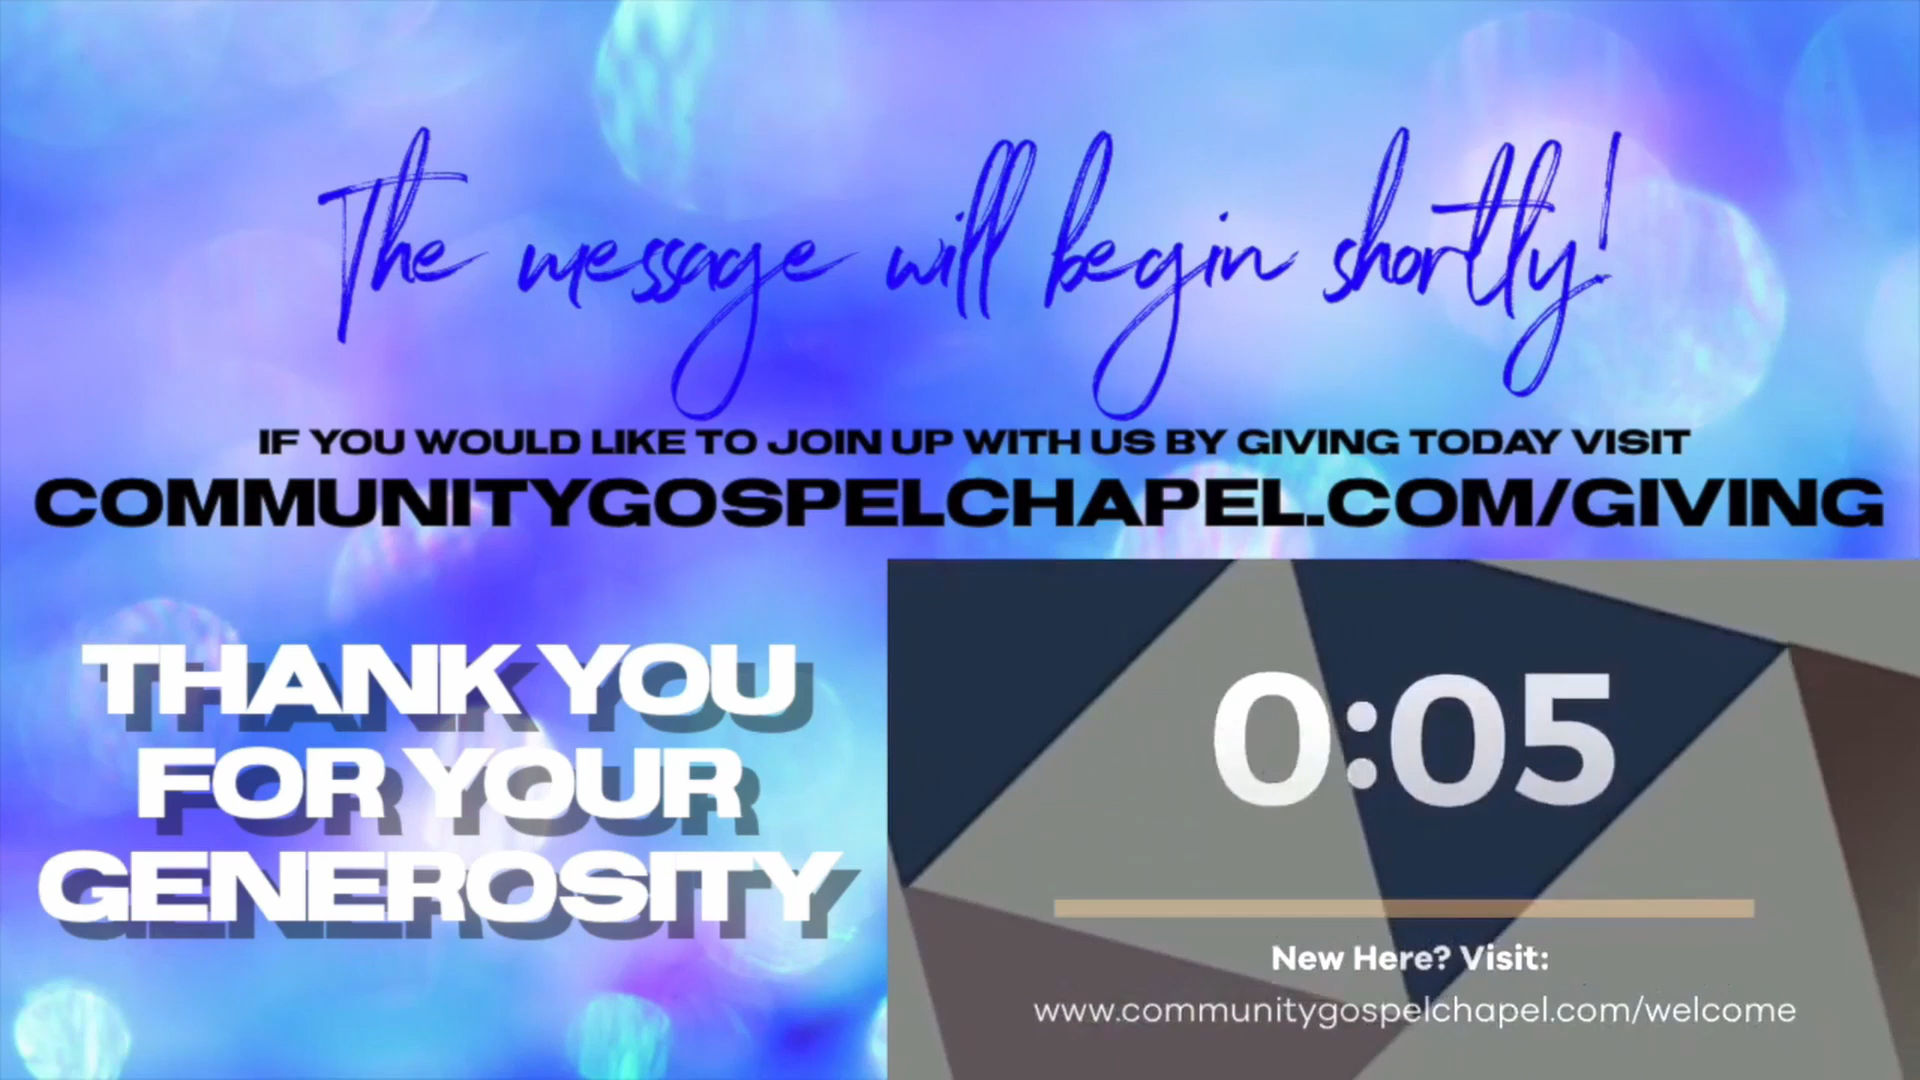 The message will begin shortly!
IF YOU WOULD LIKE TO JOIN UP WITH US BY GIVING TODAY VISIT
COMMUNITYGOSPELCHAPEL.COM/GIVING
THANK YOU
FOR YOUR
GENEROSITY
0:05
New Here? Visit:
www.communitygospelchapel.com/welcome